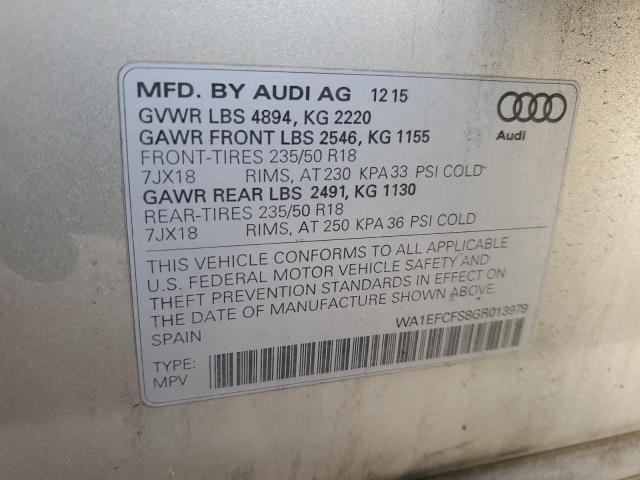 MFD. BY AUDI AG 12 15
GVWR LBS 4894, KG 2220
GAWR FRONT LBS 2546, KG 1155
FRONT-TIRES 235/50 R18
7JX18 RIMS, AT 230 KPA 33 PSI COLD
GAWR REAR LBS 2491, KG 1130
REAR-TIRES 235/50 R18
7JX18 RIMS, AT 250 KPA 36 PSI COLD
Audi
THIS VEHICLE CONFORMS TO ALL APPLICABLE
U.S. FEDERAL MOTOR VEHICLE SAFETY AND
THEFT PREVENTION STANDARDS IN EFFECT ON
THE DATE OF MANUFACTURE SHOWN ABOVE.
SPAIN
WA1EFCFS8GR013979
TYPE:
MPV